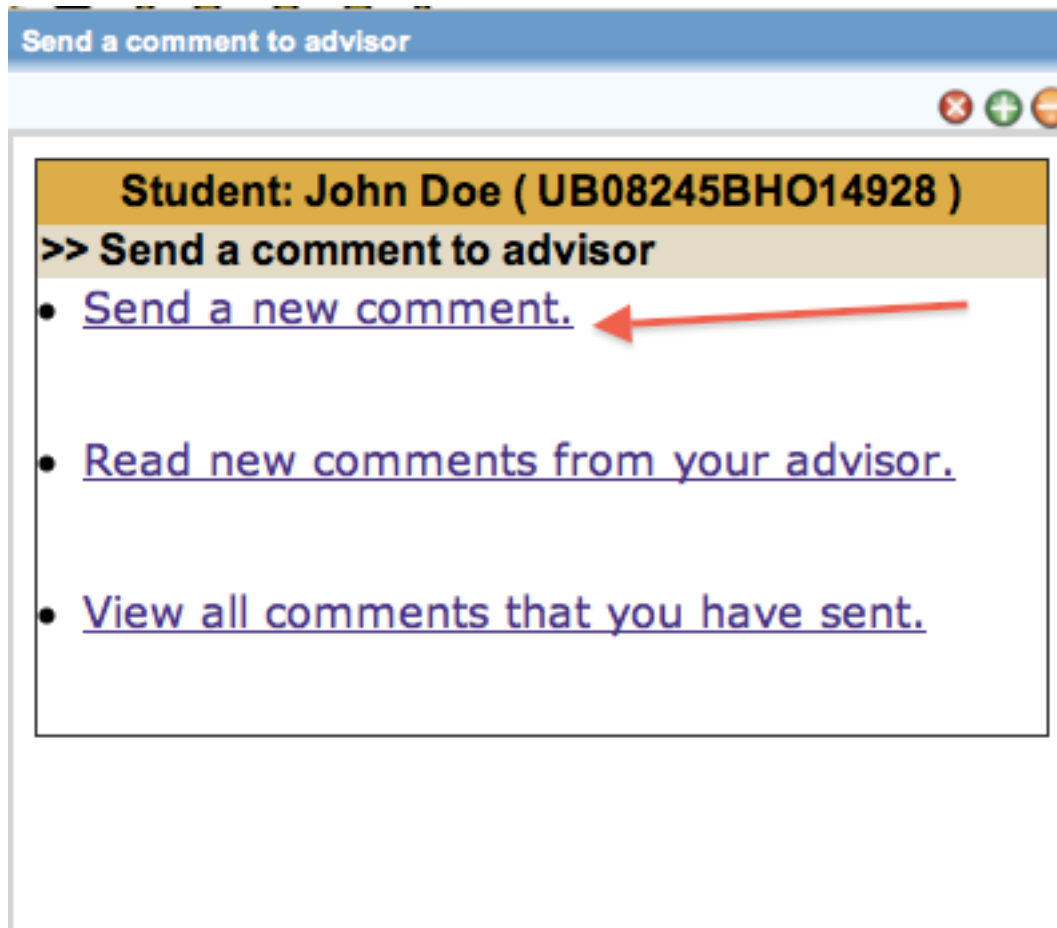 Send a comment to advisor
Student: John Doe ( UB08245BHO14928 )
>> Send a comment to advisor
• Send a new comment.
• Read new comments from your advisor.
• View all comments that you have sent.